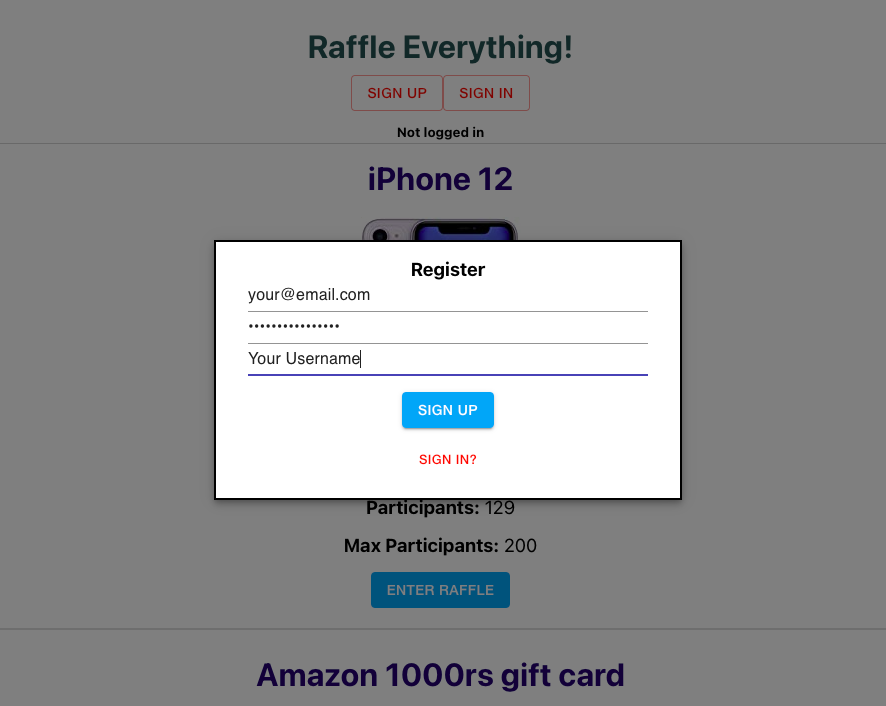 Raffle Everything!
SIGN UP SIGN IN
Not logged in
iPhone 12
Register
your@email.com
••••••••••••••••
Your Username
SIGN UP
SIGN IN?
Participants: 129
Max Participants: 200
ENTER RAFFLE
Amazon 1000rs gift card